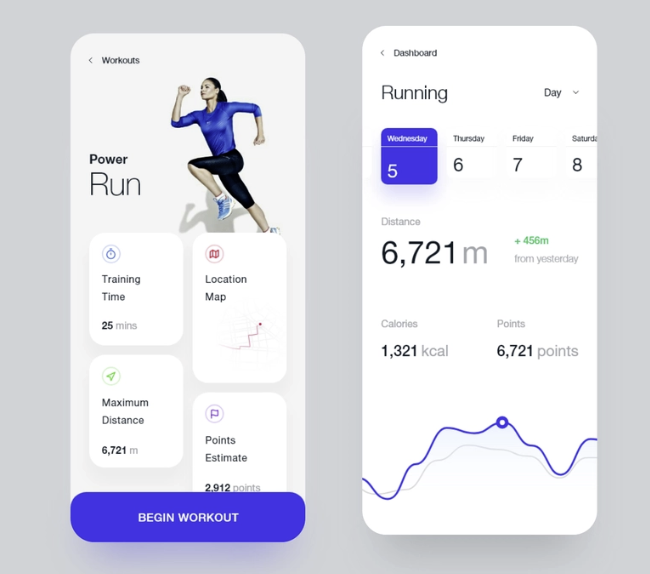 Workouts
Power
Run
Training
Time
25 mins
Location
Map
Maximum
Distance
6,721 m
Points
Estimate
2,912 points
BEGIN WORKOUT
Dashboard
Running
Day
Wednesday
5
Thursday
6
Friday
7
Saturda
8
Distance
6,721 m
+ 456m
from yesterday
Calories
1,321 kcal
Points
6,721 points